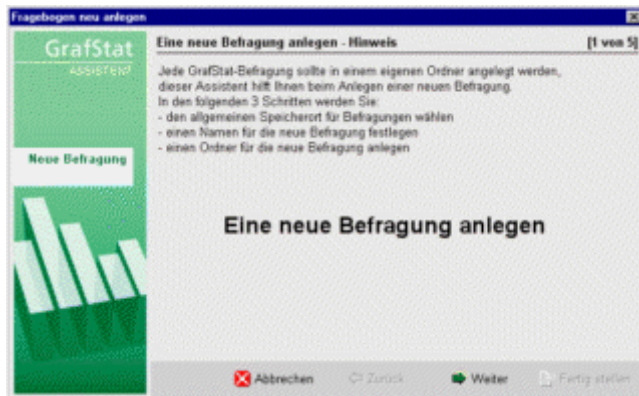 Fragebogen neu anlegen
GrafStat
ASSISTENT
Neue Befragung
Eine neue Befragung anlegen - Hinweis [1 von 5]
Jede GrafStat-Befragung sollte in einem eigenen Ordner angelegt werden,
dieser Assistent hilft Ihnen beim Anlegen einer neuen Befragung.
In den folgenden 3 Schritten werden Sie:
- den allgemeinen Speicherort für Befragungen wählen
- einen Namen für die neue Befragung festlegen
- einen Ordner für die neue Befragung anlegen
Eine neue Befragung anlegen
Abbrechen Zurück Weiter Fertig stellen